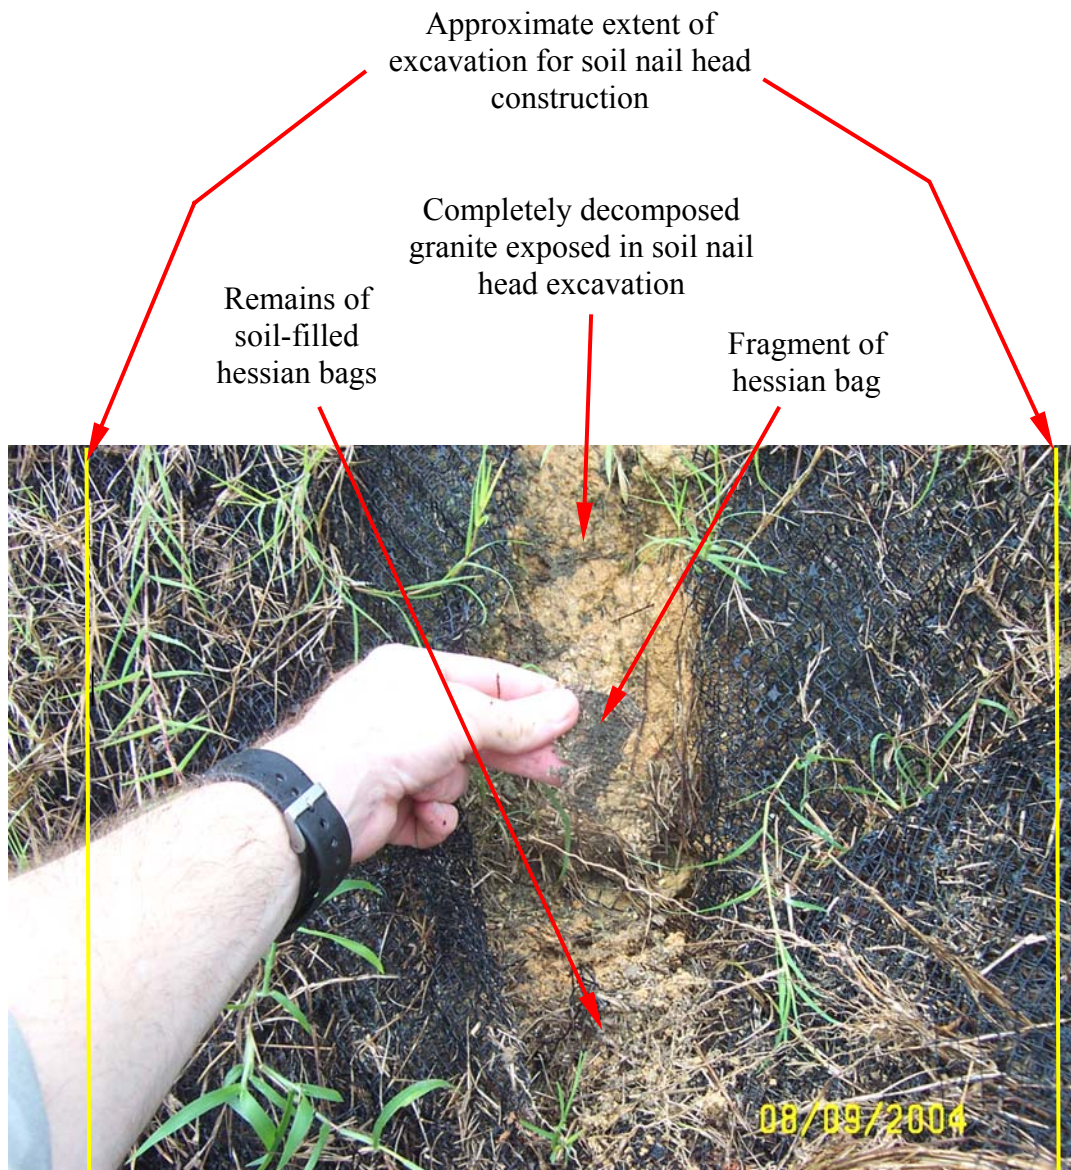 Approximate extent of
excavation for soil nail head
construction
Completely decomposed
granite exposed in soil nail
head excavation
Remains of
soil-filled
hessian bags
Fragment of
hessian bag
08/09/2004